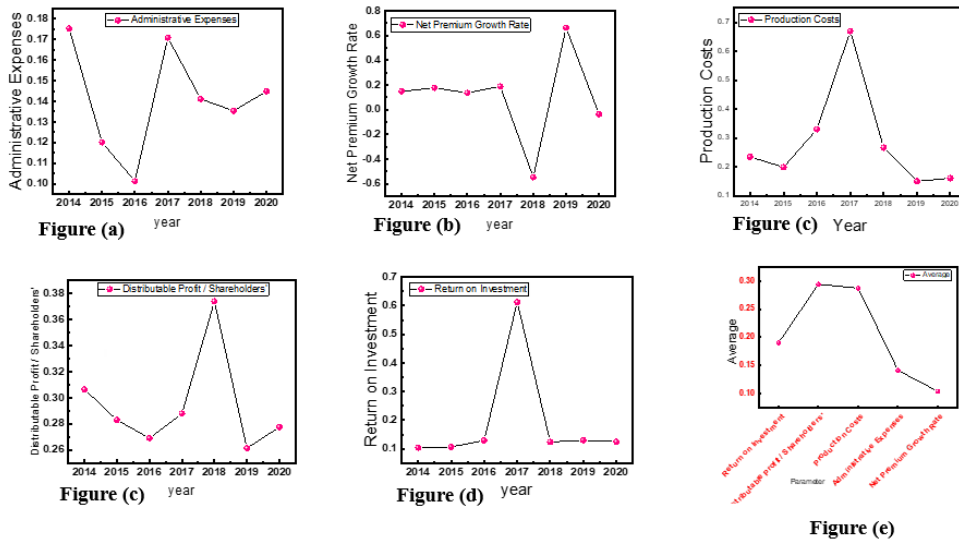 Administrative Expenses
Administrative Expenses
0.18
0.17
0.16
0.15
0.14
0.13
0.12
0.11
0.10
2014 2015 2016 2017 2018 2019 2020
year
Figure (a)
Net Premium Growth Rate
Net Premium Growth Rate
0.8
0.6
0.4
0.2
0.0
-0.2
-0.4
-0.6
2014 2015 2016 2017 2018 2019 2020
year
Figure (b)
Production Costs
Production Costs
0.7
0.6
0.5
0.4
0.3
0.2
0.1
2014 2015 2016 2017 2018 2019 2020
Year
Figure (c)
Distributable Profit / Shareholders'
Distributable Profit / Shareholders'
0.38
0.36
0.34
0.32
0.30
0.28
0.26
2014 2015 2016 2017 2018 2019 2020
year
Figure (c)
Return on Investment
Return on Investment
0.7
0.6
0.5
0.4
0.3
0.2
0.1
2014 2015 2016 2017 2018 2019 2020
year
Figure (d)
Average
Average
0.30
0.25
0.20
0.15
0.10
Return on Investment
stributable profit / Shareholders'
production Costs
Administrative Expenses
Net Premium Growth
Parameter
Figure (e)